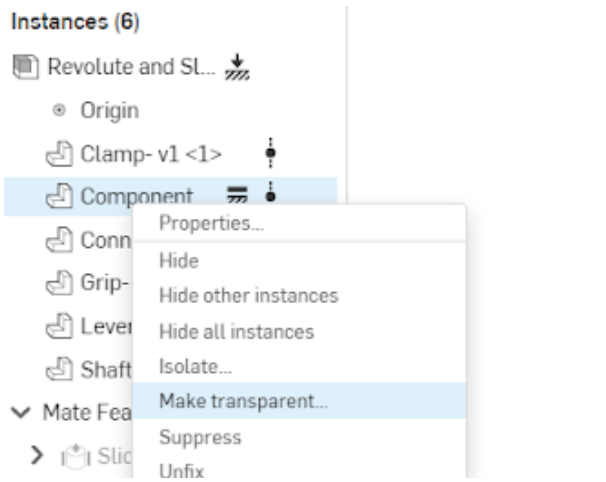 Instances (6)
Revolute and Sl...
Origin
Clamp- v1 <1>
Component
Properties...
Conn
Hide
Grip-
Hide other instances
Lever
Hide all instances
Shaft
Isolate...
Mate Fea
Make transparent...
Suppress
Slic
Unfix